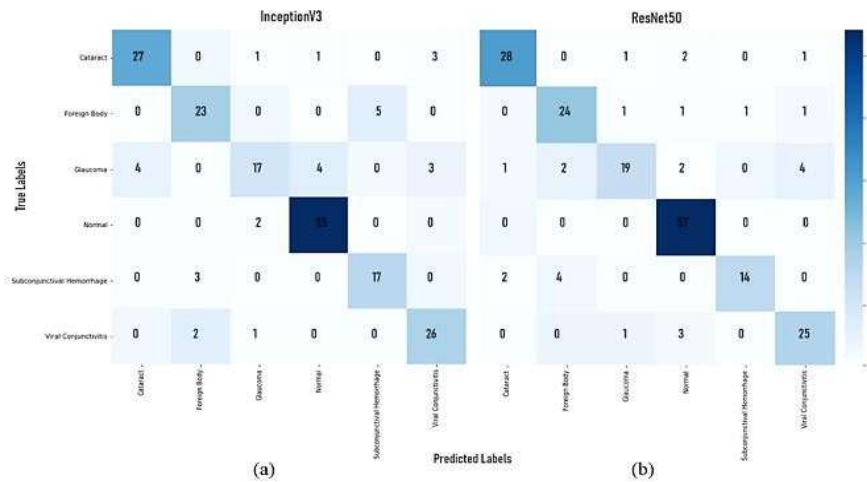 InceptionV3 ResNet50
Cataract 27 0 1 1 0 3 28 0 1 2 0 1
Foreign Body 0 23 0 0 5 0 0 24 1 1 1 1
True Labels
Glaucoma 4 0 17 4 0 3 1 2 19 2 0 4
Normal 0 0 2 55 0 0 0 0 0 57 0 0
Subconjunctival Hemorrhage 0 3 0 0 17 0 2 4 0 0 14 0
Viral Conjunctivitis 0 2 1 0 0 26 0 0 1 3 0 25
Cataract Foreign Body Glaucoma Normal Subconjunctival Hemorrhage Viral Conjunctivitis Cataract Foreign Body Glaucoma Normal Subconjunctival Hemorrhage Viral Conjunctivitis
Predicted Labels
(a) (b)